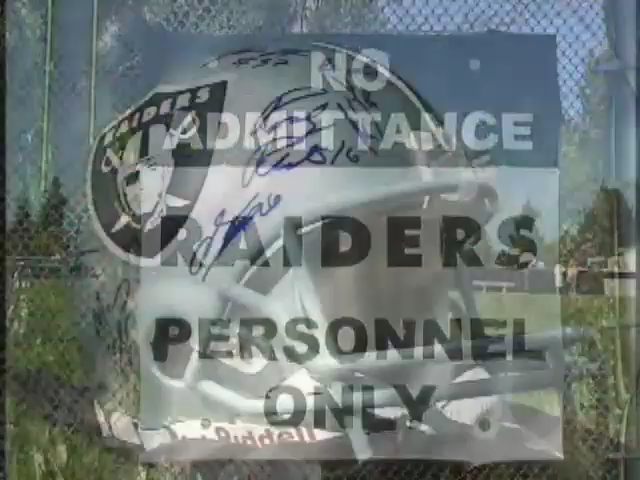 NO
ADMITTANCE
RAIDERS
RAIDERS
PERSONNEL
ONLY
Riddell